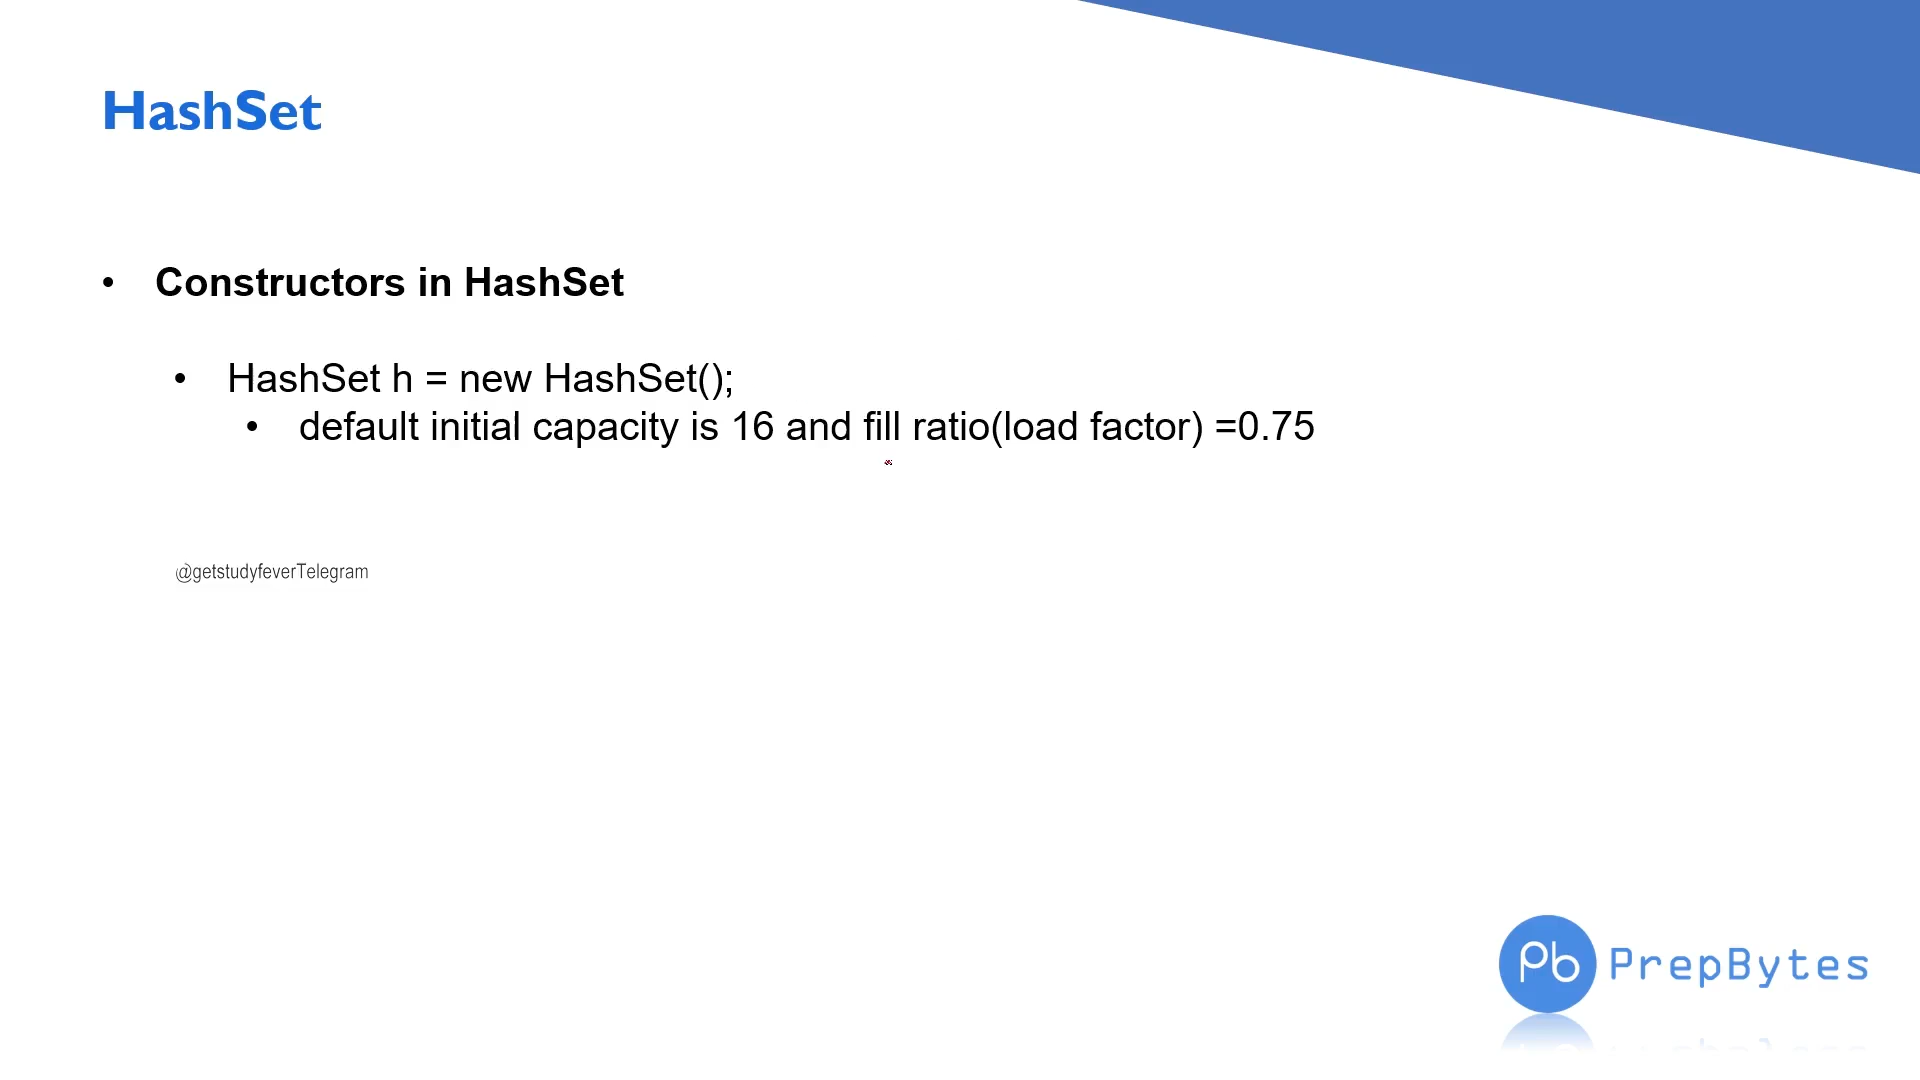 HashSet
• Constructors in HashSet
• HashSet h = new HashSet();
• default initial capacity is 16 and fill ratio(load factor) =0.75
@getstudyfeverTelegram
Pb PrepBytes